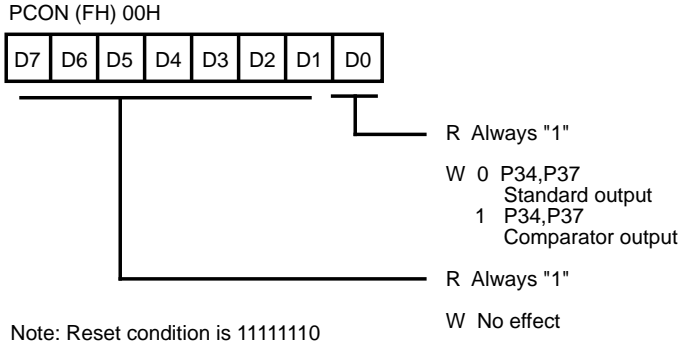 PCON (FH) 00H
D7 D6 D5 D4 D3 D2 D1 D0
R Always "1"
W 0 P34,P37
Standard output
1 P34,P37
Comparator output
R Always "1"
W No effect
Note: Reset condition is 11111110